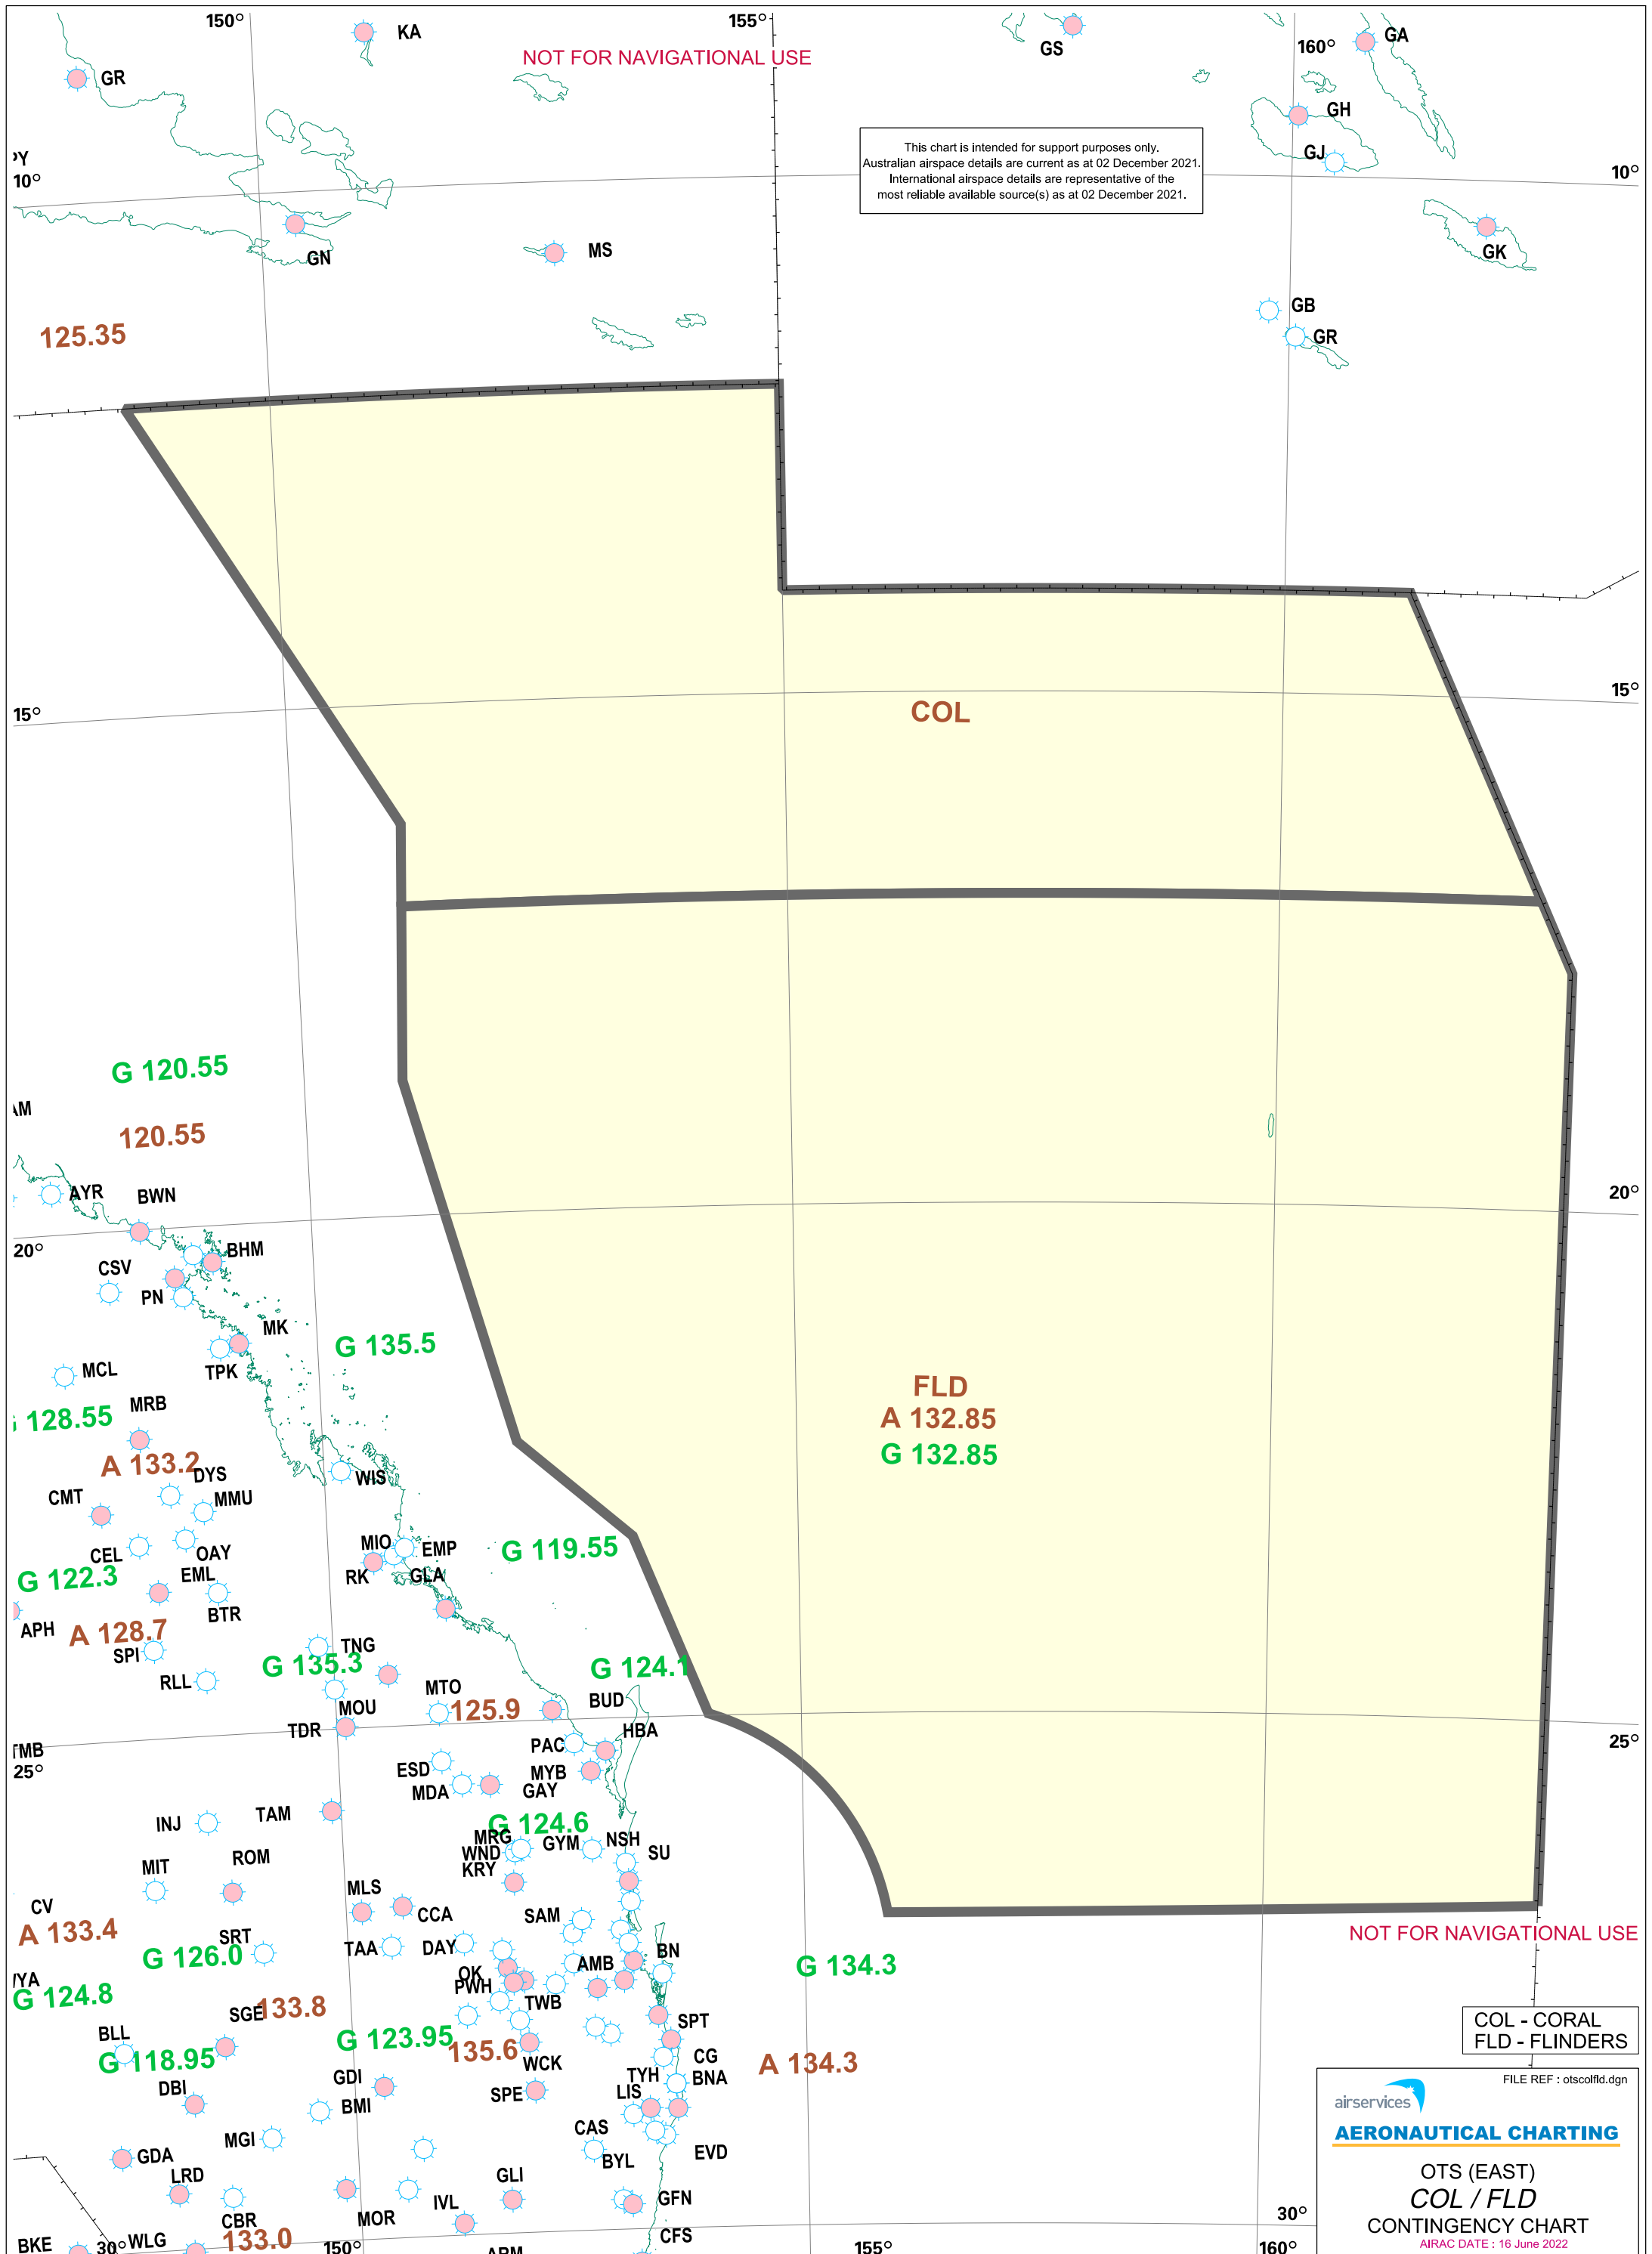 150°
155°
160°
KA
GR
NOT FOR NAVIGATIONAL USE
GS
GA
GH
GJ
This chart is intended for support purposes only.
Australian airspace details are current as at 02 December 2021.
International airspace details are representative of the
most reliable available source(s) as at 02 December 2021.
PY
10°
10°
GN
MS
GK
GB
GR
125.35
15°
COL
15°
G 120.55
AM
120.55
AYR
BWN
20°
20°
BHM
CSV
PN
MK
G 135.5
TPK
MCL
MRB
128.55
FLD
A 132.85
G 132.85
A 133.2
DYS
WIS
CMT
MMU
MIO
EMP
G 119.55
CEL
OAY
RK
GLA
G 122.3
EML
BTR
APH
A 128.7
SPI
TNG
G 135.3
G 124.1
RLL
MTO
MOU
125.9
BUD
TDR
HBA
PAC
TMB
25°
25°
ESD
MYB
MDA
GAY
INJ
TAM
G 124.6
MRG
GYM
NSH
WND
SU
MIT
ROM
KRY
MLS
CV
CCA
SAM
A 133.4
NOT FOR NAVIGATIONAL USE
SRT
TAA
DAY
G 126.0
BN
AMB
G 134.3
OK
YA
PWH
G 124.8
TWB
SGE
133.8
SPT
COL - CORAL
FLD - FLINDERS
BLL
G 123.95
135.6
CG
G 118.95
WCK
A 134.3
TYH
BNA
DBI
GDI
SPE
LIS
BMI
FILE REF : otscolfld.dgn
airservices
AERONAUTICAL CHARTING
MGI
CAS
GDA
BYL
EVD
LRD
GLI
OTS (EAST)
COL / FLD
CONTINGENCY CHART
AIRAC DATE : 16 June 2022
CBR
MOR
IVL
GFN
30°
BKE
30°
WLG
133.0
150°
ARM
CFS
155°
160°